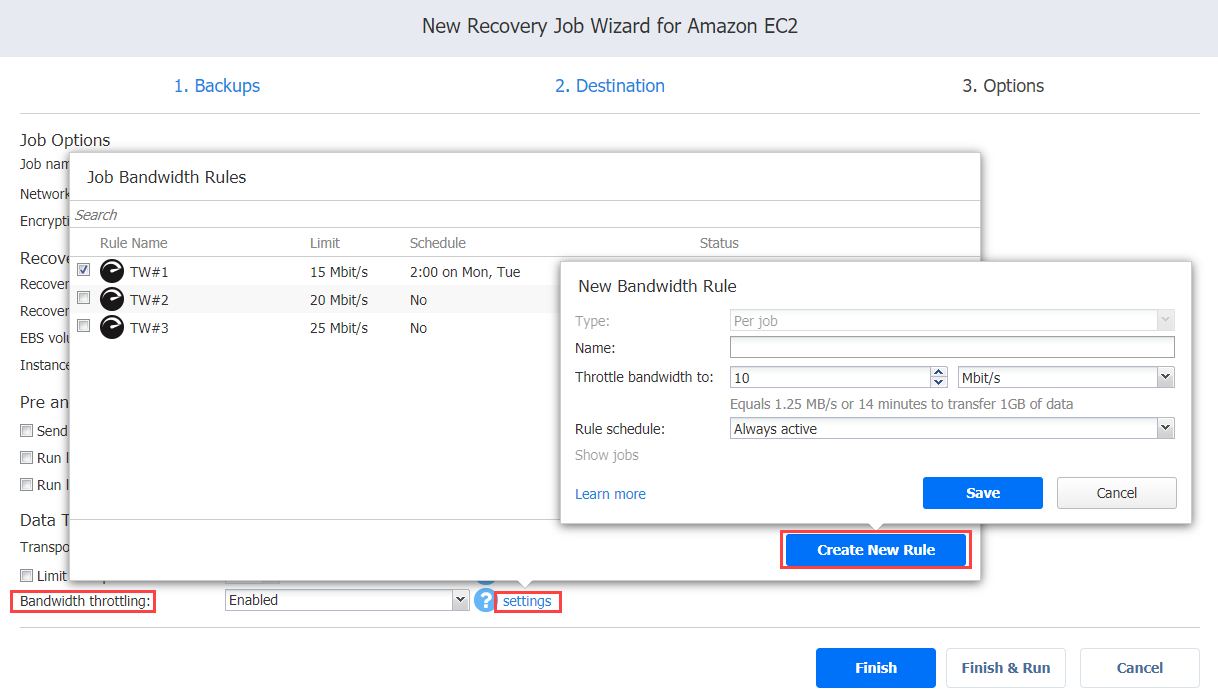 New Recovery Job Wizard for Amazon EC2
1. Backups
2. Destination
3. Options
Job Options
Job nam
Network
Encrypti
Recove
Recover
Recover
EBS volu
Instance
Pre an
Send
Run l
Run l
Data T
Transpo
Limit
Bandwidth throttling:
Enabled
?
settings
Job Bandwidth Rules
Search
Rule Name Limit Schedule Status
TW#1 15 Mbit/s 2:00 on Mon, Tue
TW#2 20 Mbit/s No
TW#3 25 Mbit/s No
Create New Rule
New Bandwidth Rule
Type: Per job
Name:
Throttle bandwidth to: 10 Mbit/s
Equals 1.25 MB/s or 14 minutes to transfer 1GB of data
Rule schedule: Always active
Show jobs
Learn more
Save
Cancel
Finish
Finish & Run
Cancel